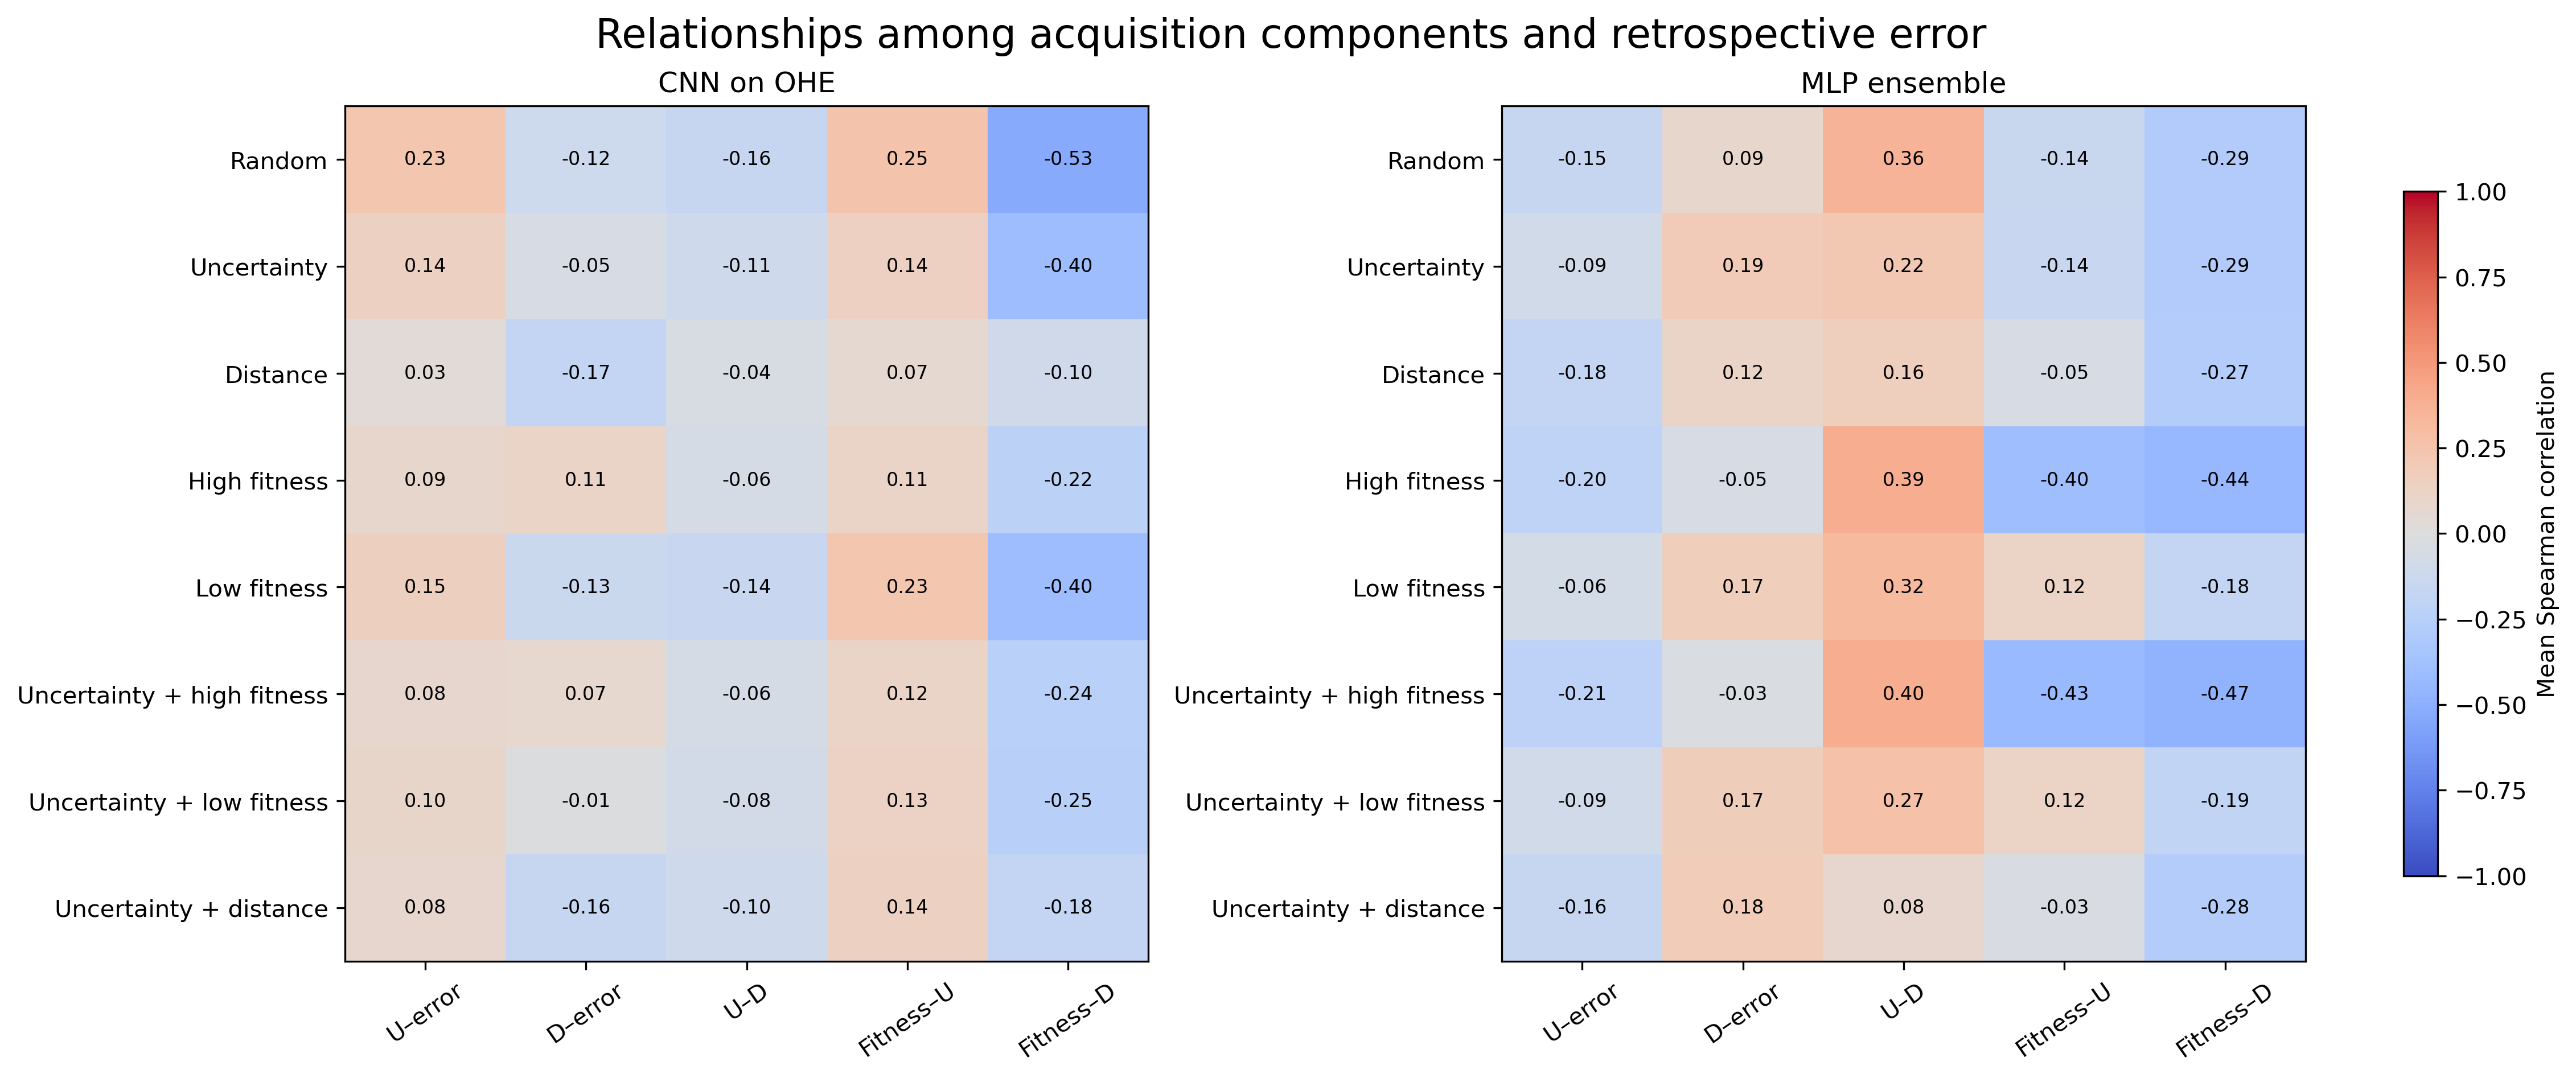 Relationships among acquisition components and retrospective error
CNN on OHE
Random 0.23 -0.12 -0.16 0.25 -0.53
Uncertainty 0.14 -0.05 -0.11 0.14 -0.40
Distance 0.03 -0.17 -0.04 0.07 -0.10
High fitness 0.09 0.11 -0.06 0.11 -0.22
Low fitness 0.15 -0.13 -0.14 0.23 -0.40
Uncertainty + high fitness 0.08 0.07 -0.06 0.12 -0.24
Uncertainty + low fitness 0.10 -0.01 -0.08 0.13 -0.25
Uncertainty + distance 0.08 -0.16 -0.10 0.14 -0.18
U–error D–error U–D Fitness–U Fitness–D
MLP ensemble
Random -0.15 0.09 0.36 -0.14 -0.29
Uncertainty -0.09 0.19 0.22 -0.14 -0.29
Distance -0.18 0.12 0.16 -0.05 -0.27
High fitness -0.20 -0.05 0.39 -0.40 -0.44
Low fitness -0.06 0.17 0.32 0.12 -0.18
Uncertainty + high fitness -0.21 -0.03 0.40 -0.43 -0.47
Uncertainty + low fitness -0.09 0.17 0.27 0.12 -0.19
Uncertainty + distance -0.16 0.18 0.08 -0.03 -0.28
U–error D–error U–D Fitness–U Fitness–D
1.00
0.75
0.50
0.25
0.00
−0.25
−0.50
−0.75
−1.00
Mean Spearman correlation